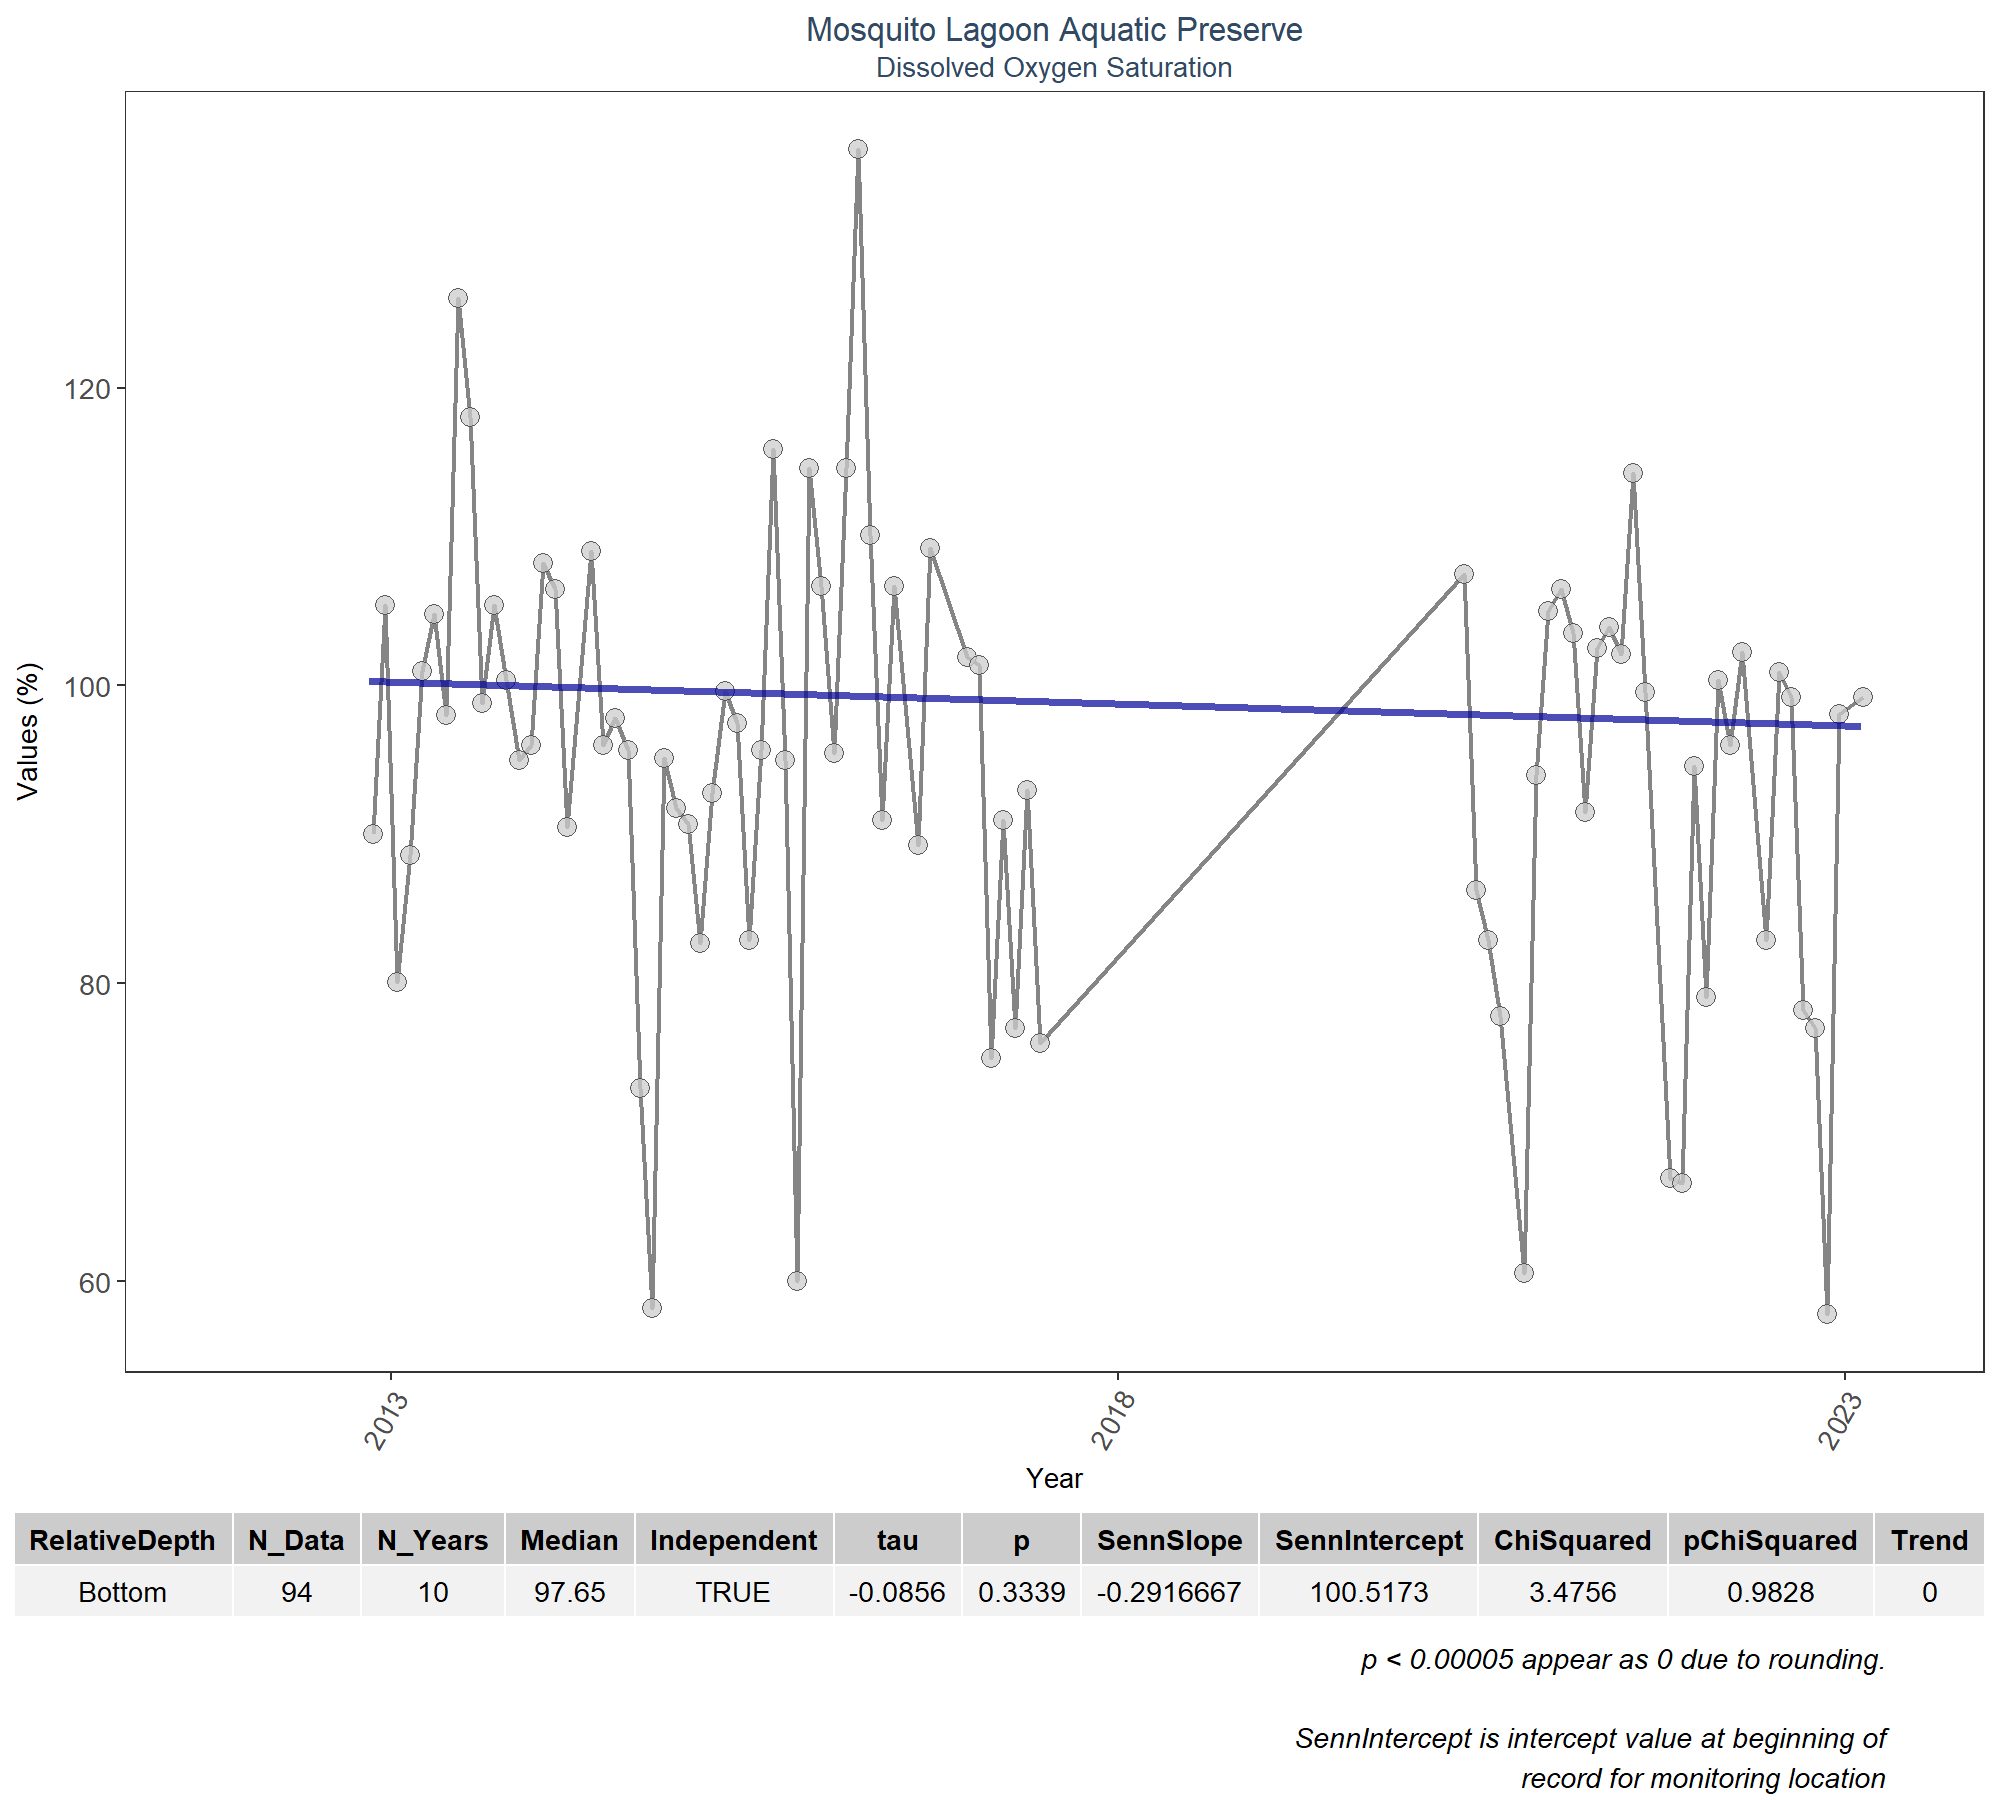 Mosquito Lagoon Aquatic Preserve
Dissolved Oxygen Saturation
Values (%)
120
100
80
60
2013 2018 2023
Year
RelativeDepth N_Data N_Years Median Independent tau p SennSlope SennIntercept ChiSquared pChiSquared Trend
Bottom 94 10 97.65 TRUE -0.0856 0.3339 -0.2916667 100.5173 3.4756 0.9828 0
p < 0.00005 appear as 0 due to rounding.
SennIntercept is intercept value at beginning of
record for monitoring location